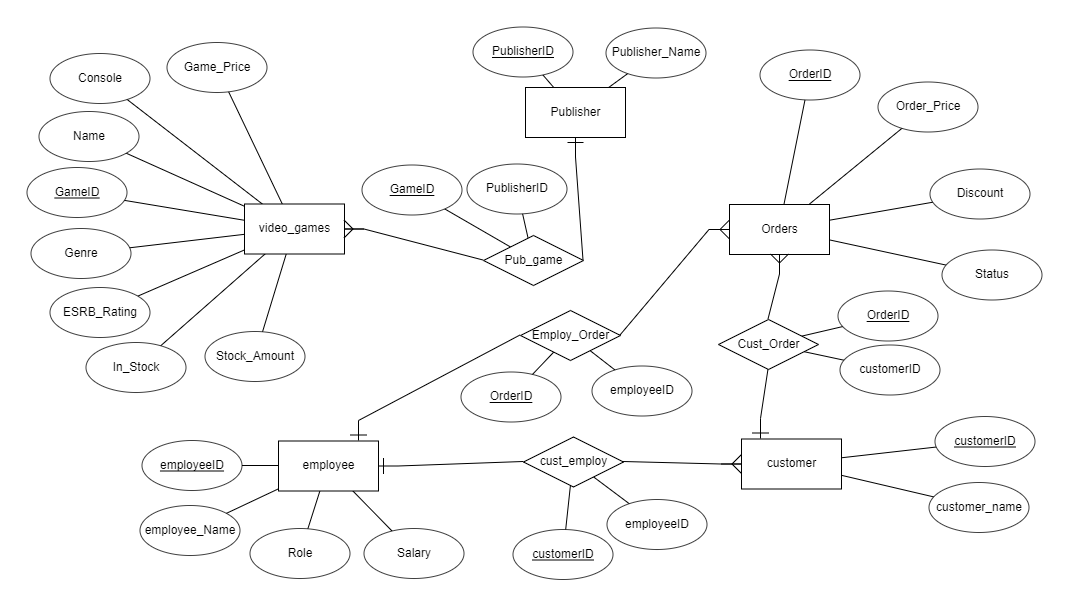 PublisherID
Publisher_Name
Game_Price
Console
OrderID
Order_Price
Publisher
Name
GameID
GameID
PublisherID
Discount
video_games
Orders
Genre
Pub_game
Status
ESRB_Rating
OrderID
Employ_Order
Cust_Order
Stock_Amount
In_Stock
customerID
OrderID
employeeID
customerID
employeeID
employee
cust_employ
customer
customer_name
employee_Name
employeeID
Role
Salary
customerID